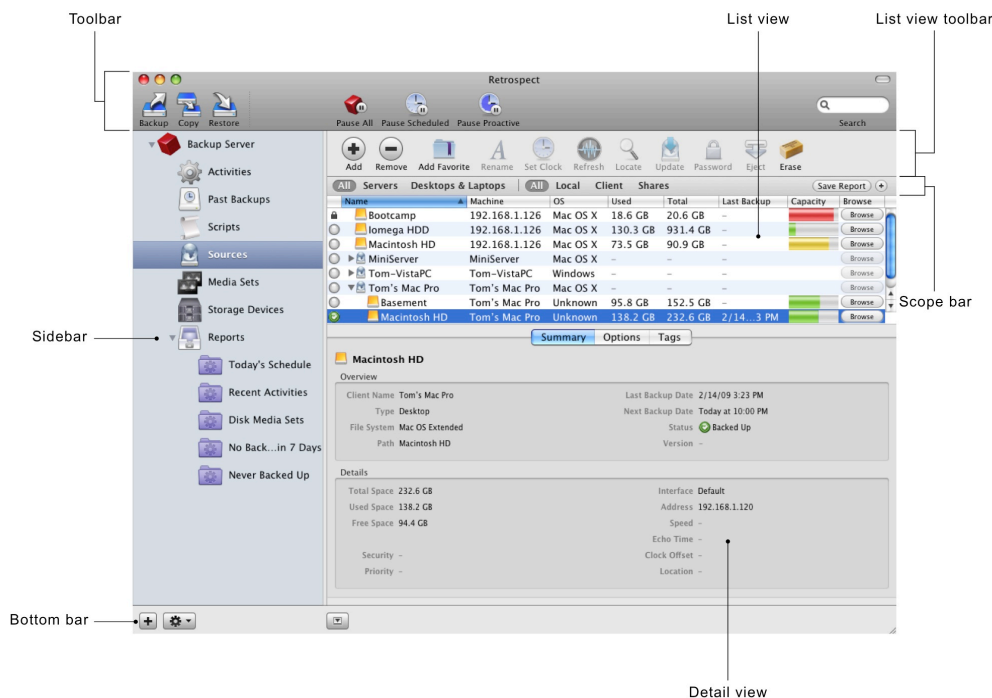 Toolbar
List view
List view toolbar
Retrospect
Backup Copy Restore
Pause All Pause Scheduled Pause Proactive
Search
Backup Server
Activities
Past Backups
Scripts
Sources
Media Sets
Storage Devices
Reports
Today's Schedule
Recent Activities
Disk Media Sets
No Back...in 7 Days
Never Backed Up
Add Remove Add Favorite Rename Set Clock Refresh Locate Update Password Eject Erase
All Servers Desktops & Laptops All Local Client Shares Save Report
Name Machine OS Used Total Last Backup Capacity Browse
Bootcamp 192.168.1.126 Mac OS X 18.6 GB 20.6 GB – Browse
Iomega HDD 192.168.1.126 Mac OS X 130.3 GB 931.4 GB – Browse
Macintosh HD 192.168.1.126 Mac OS X 73.5 GB 90.9 GB – Browse
MiniServer MiniServer Mac OS X – – – Browse
Tom-VistaPC Tom-VistaPC Windows – – – Browse
Tom's Mac Pro Tom's Mac Pro Mac OS X – – – Browse
Basement Tom's Mac Pro Unknown 95.8 GB 152.5 GB – Browse
Macintosh HD Tom's Mac Pro Unknown 138.2 GB 232.6 GB 2/14...3 PM Browse
Scope bar
Sidebar
Summary Options Tags
Macintosh HD
Overview
Client Name Tom's Mac Pro Last Backup Date 2/14/09 3:23 PM
Type Desktop Next Backup Date Today at 10:00 PM
File System Mac OS Extended Status Backed Up
Path Macintosh HD Version –
Details
Total Space 232.6 GB Interface Default
Used Space 138.2 GB Address 192.168.1.120
Free Space 94.4 GB Speed –
Echo Time –
Security – Clock Offset –
Priority – Location –
Bottom bar
Detail view